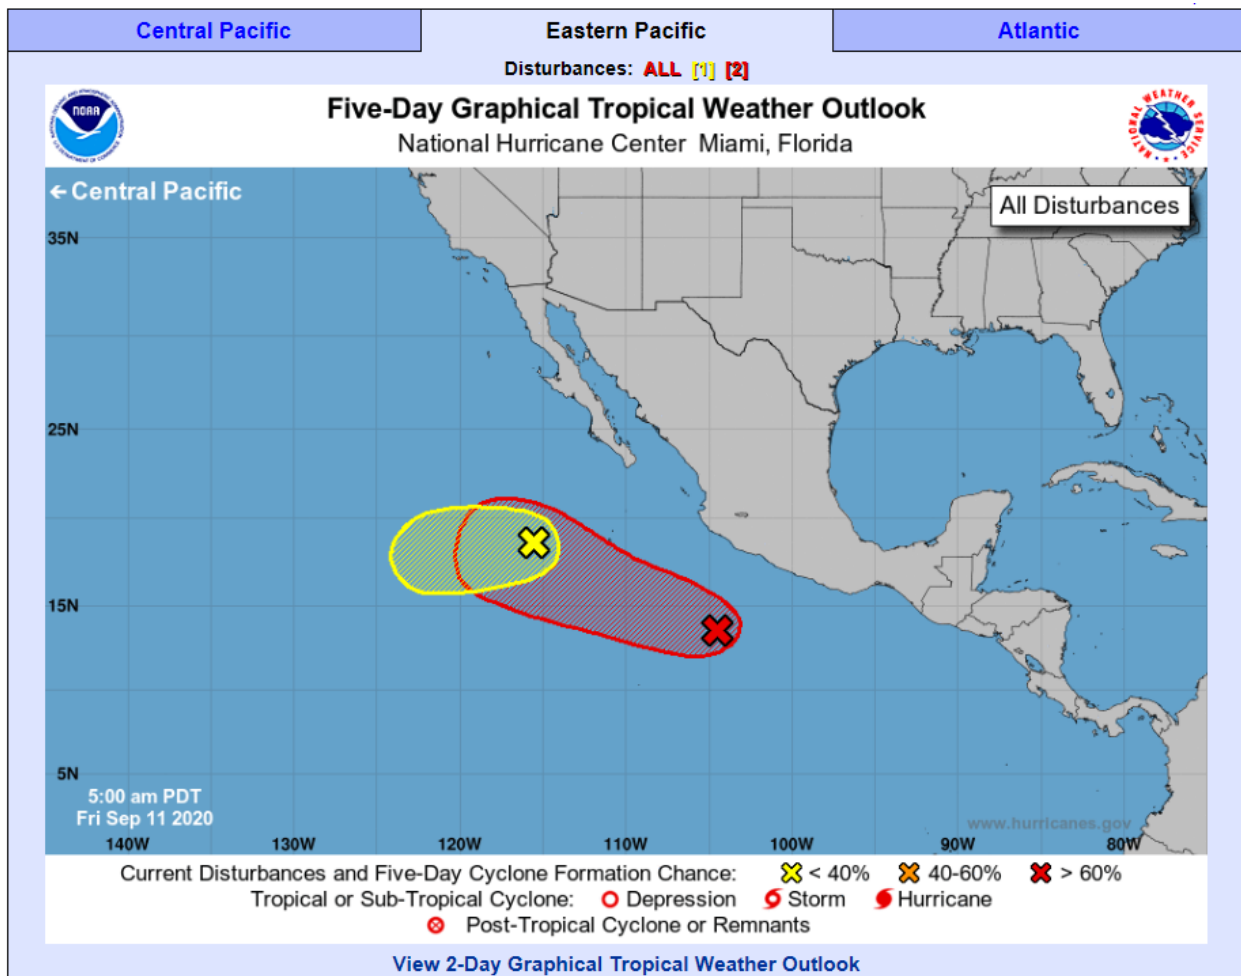 Central Pacific Eastern Pacific Atlantic
Disturbances: ALL [1] [2]
NOAA
Five-Day Graphical Tropical Weather Outlook
National Hurricane Center Miami, Florida
NATIONAL WEATHER SERVICE
← Central Pacific
All Disturbances
35N
25N
15N
5N
5:00 am PDT
Fri Sep 11 2020
www.hurricanes.gov
140W 130W 120W 110W 100W 90W 80W
Current Disturbances and Five-Day Cyclone Formation Chance: < 40% 40-60% > 60%
Tropical or Sub-Tropical Cyclone: Depression Storm Hurricane
Post-Tropical Cyclone or Remnants
View 2-Day Graphical Tropical Weather Outlook